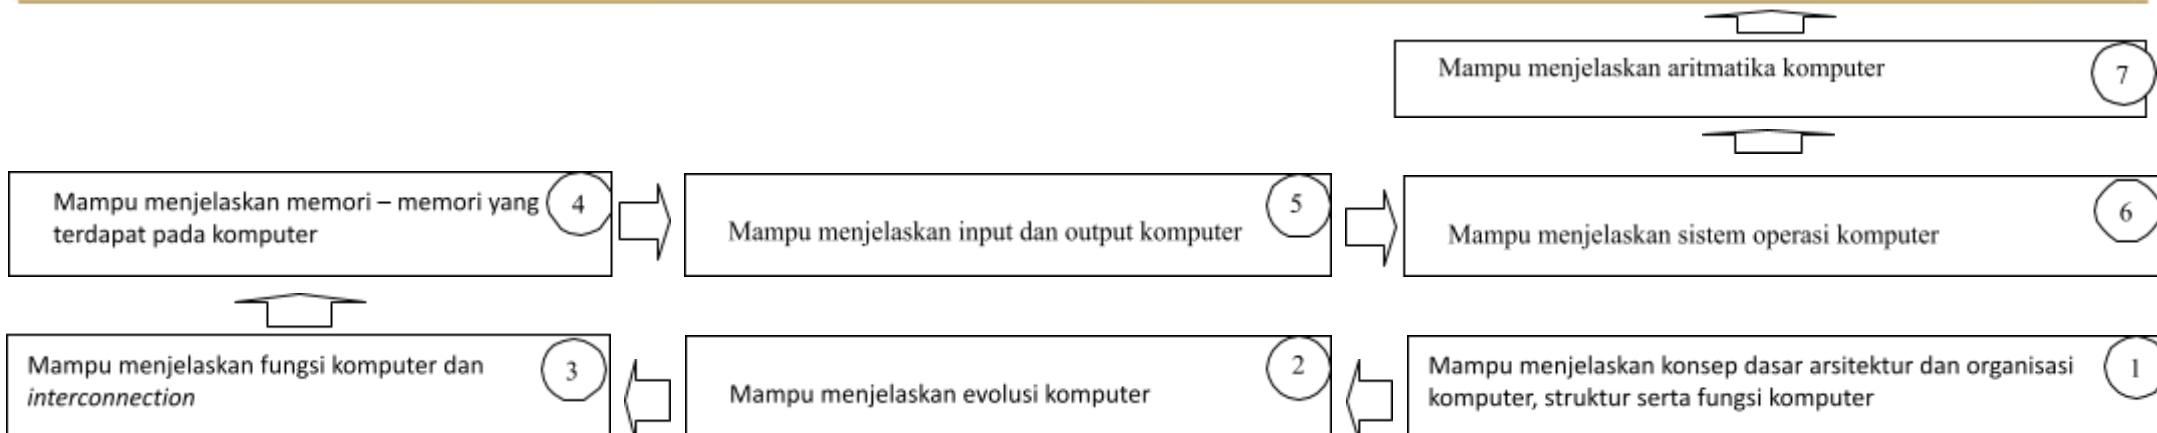 Mampu menjelaskan aritmatika komputer
7
Mampu menjelaskan memori – memori yang
terdapat pada komputer
4
Mampu menjelaskan input dan output komputer
5
Mampu menjelaskan sistem operasi komputer
6
Mampu menjelaskan fungsi komputer dan
interconnection
3
Mampu menjelaskan evolusi komputer
2
Mampu menjelaskan konsep dasar arsitektur dan organisasi
komputer, struktur serta fungsi komputer
1